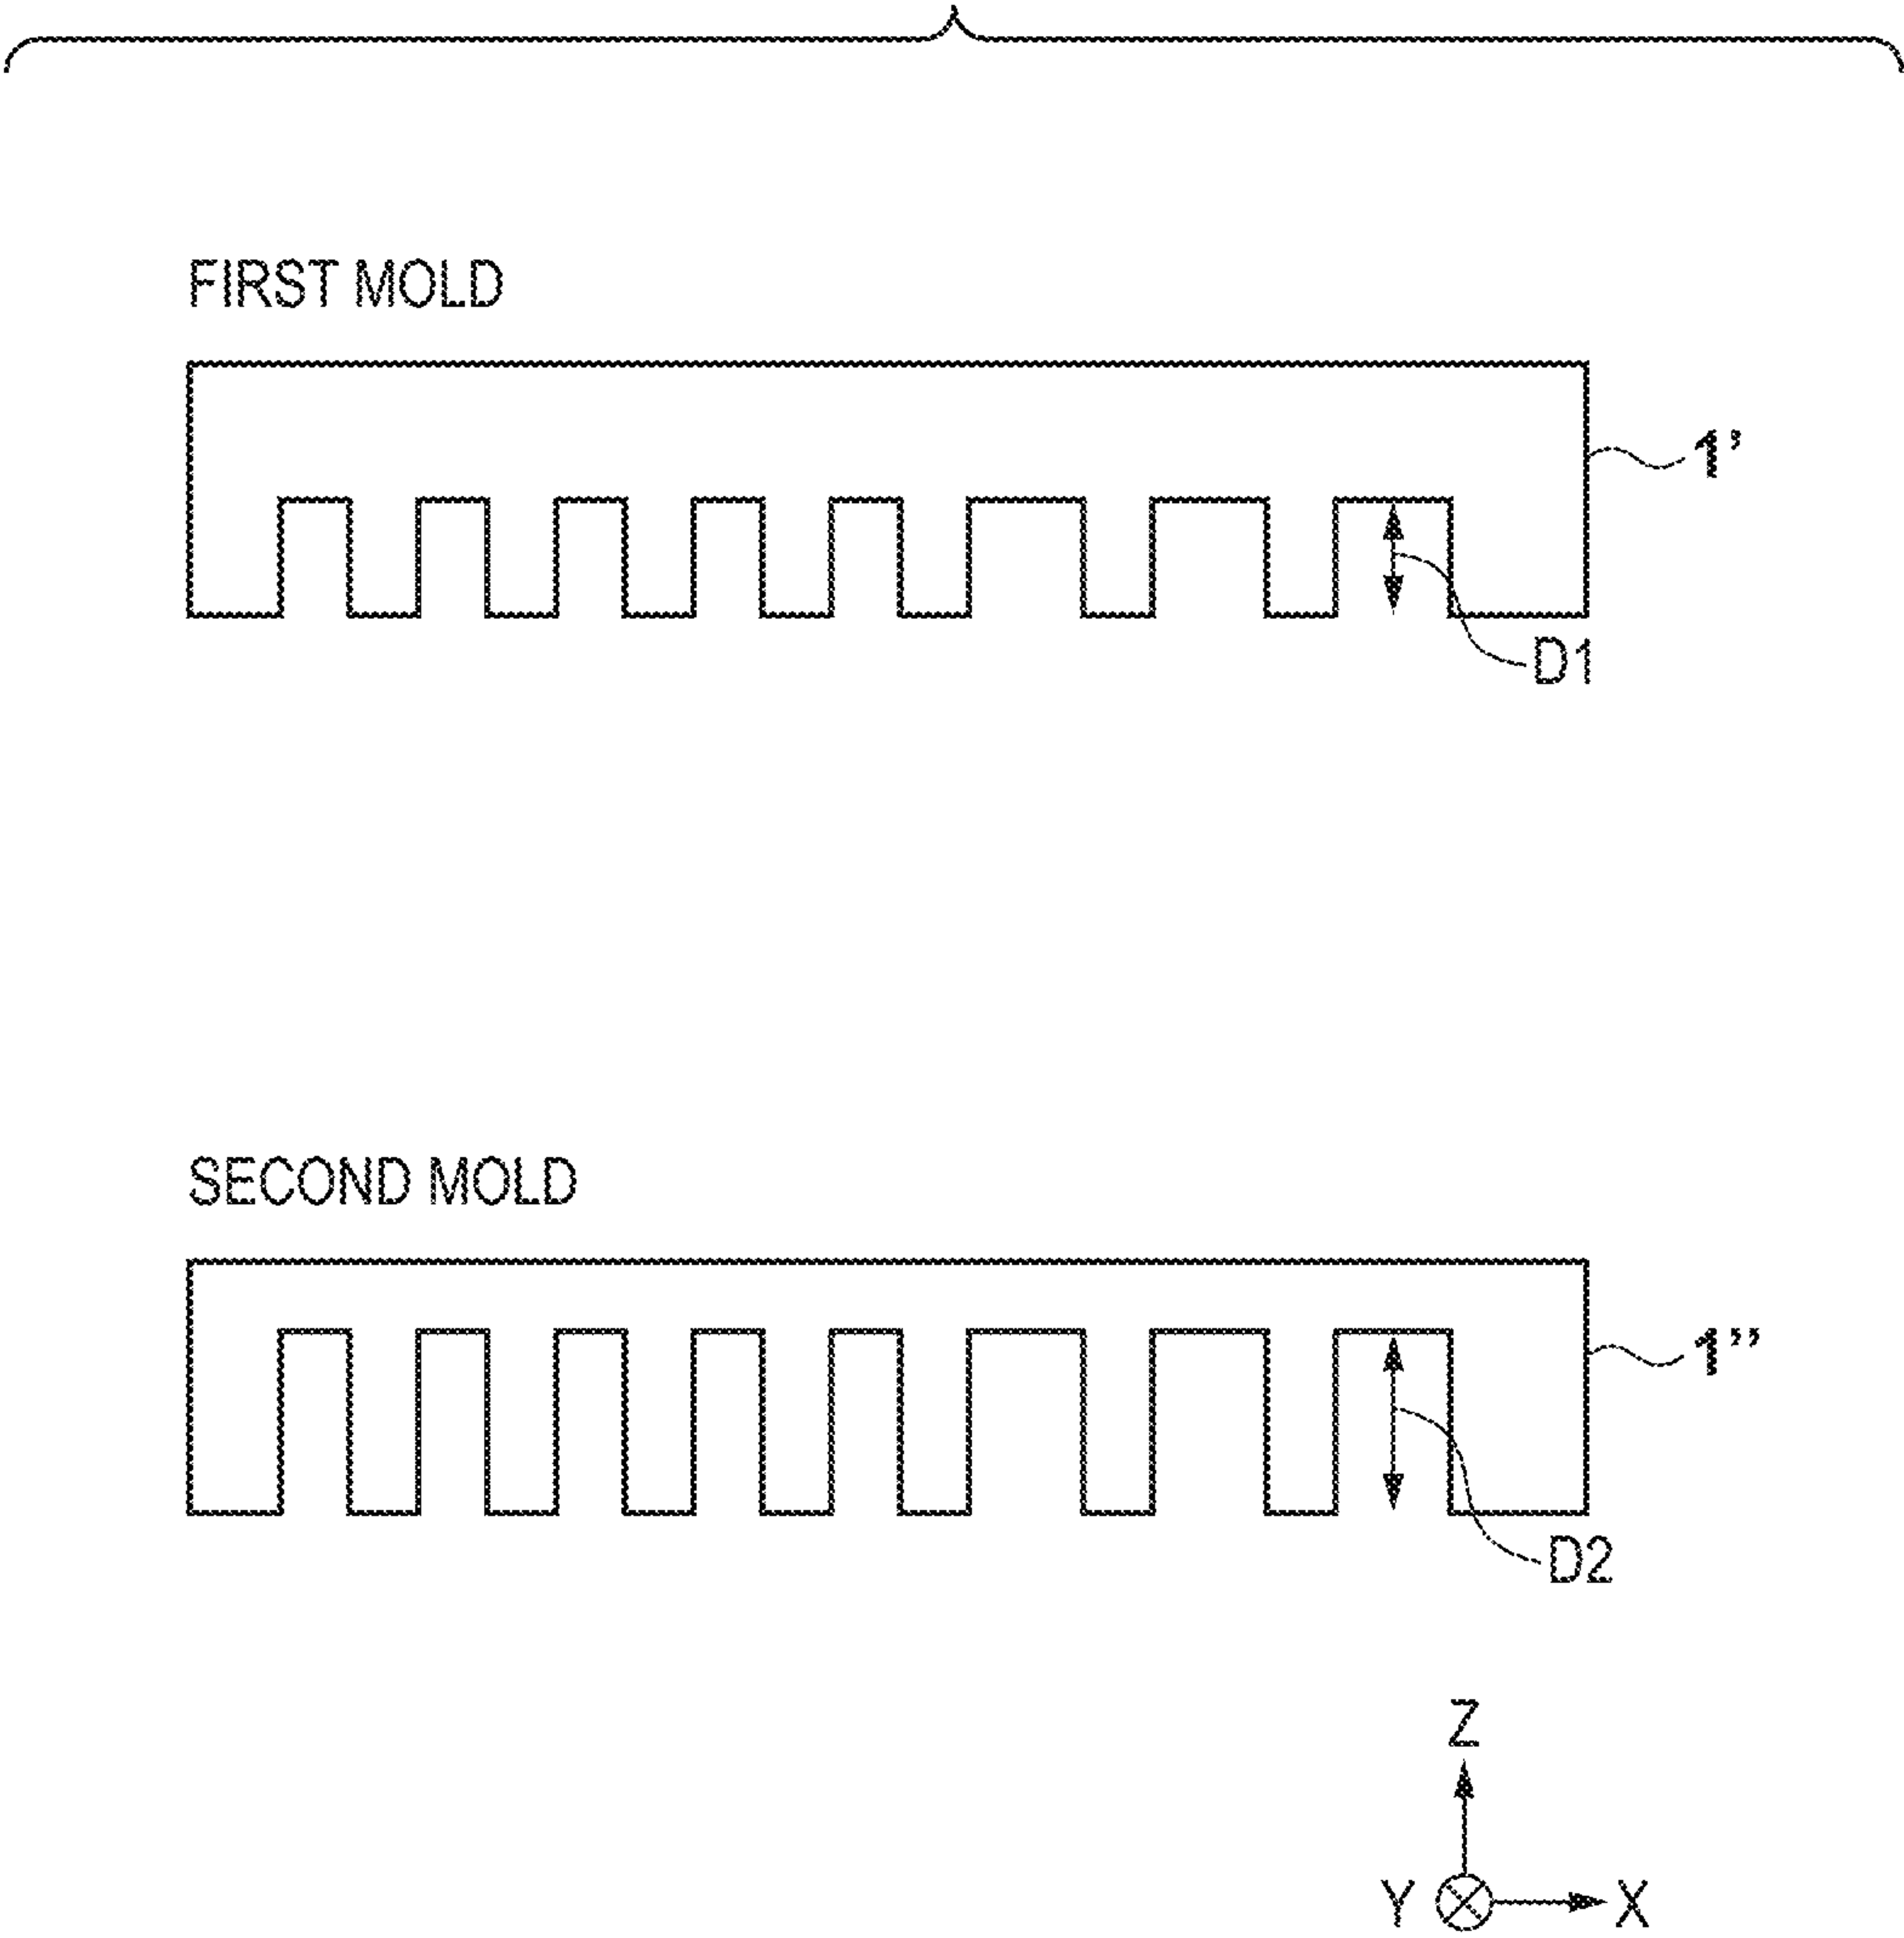 FIRST MOLD
1’
D1
SECOND MOLD
1’’
D2
Z
Y
X